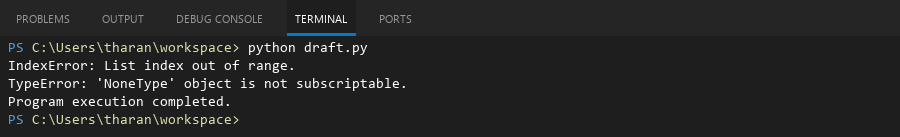 PROBLEMS OUTPUT DEBUG CONSOLE TERMINAL PORTS
PS C:\Users\tharan\workspace> python draft.py
IndexError: List index out of range.
TypeError: 'NoneType' object is not subscriptable.
Program execution completed.
PS C:\Users\tharan\workspace>